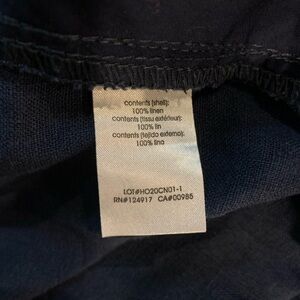 contents (shell):
100% linen
contents (tissu extérieur):
100% lin
contents (tejido externo):
100% lino
LOT#HO20CN01-1
RN#124917 CA#00985